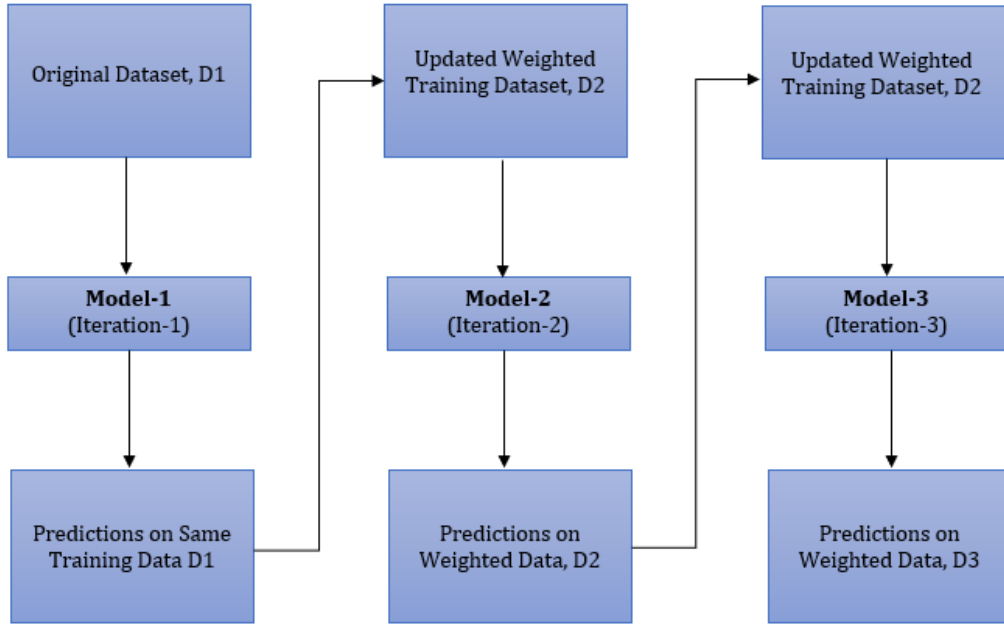 Original Dataset, D1
Updated Weighted
Training Dataset, D2
Updated Weighted
Training Dataset, D2
Model-1
(Iteration-1)
Model-2
(Iteration-2)
Model-3
(Iteration-3)
Predictions on Same
Training Data D1
Predictions on
Weighted Data, D2
Predictions on
Weighted Data, D3